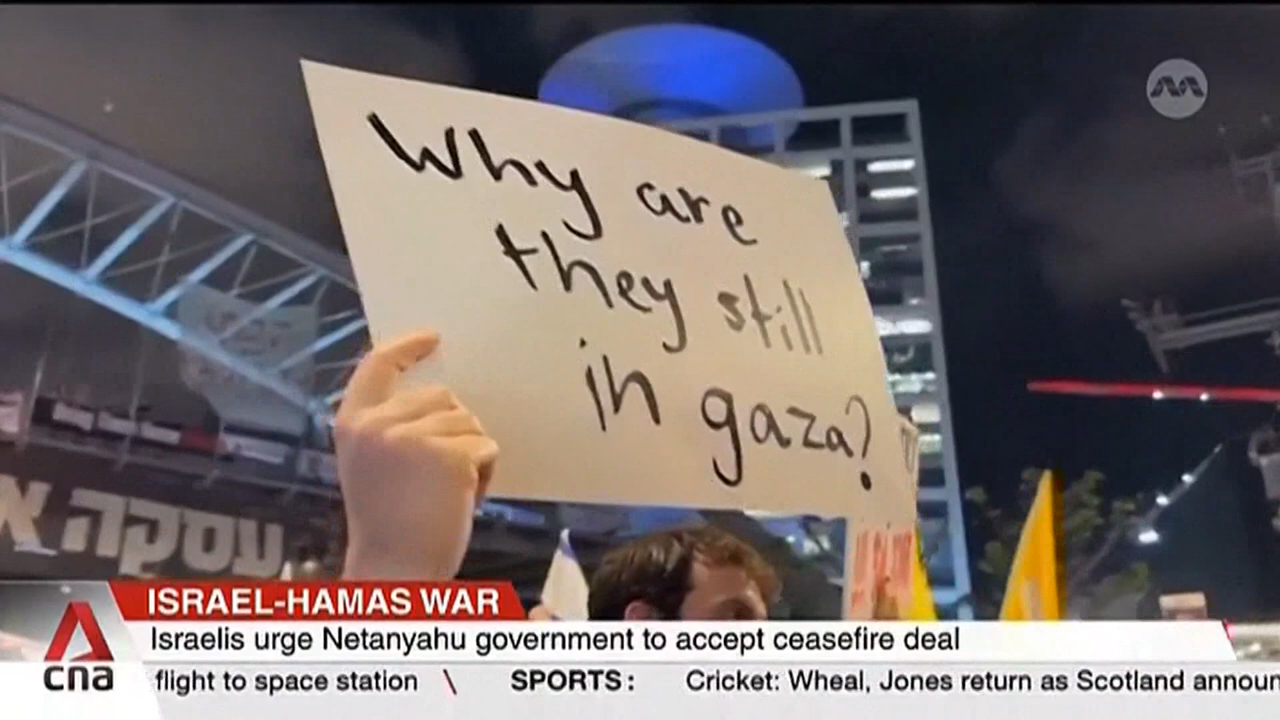 Why are
they still
in gaza?
עסקה
ISRAEL-HAMAS WAR
Israelis urge Netanyahu government to accept ceasefire deal
cna
flight to space station \ SPORTS: Cricket: Wheal, Jones return as Scotland announ